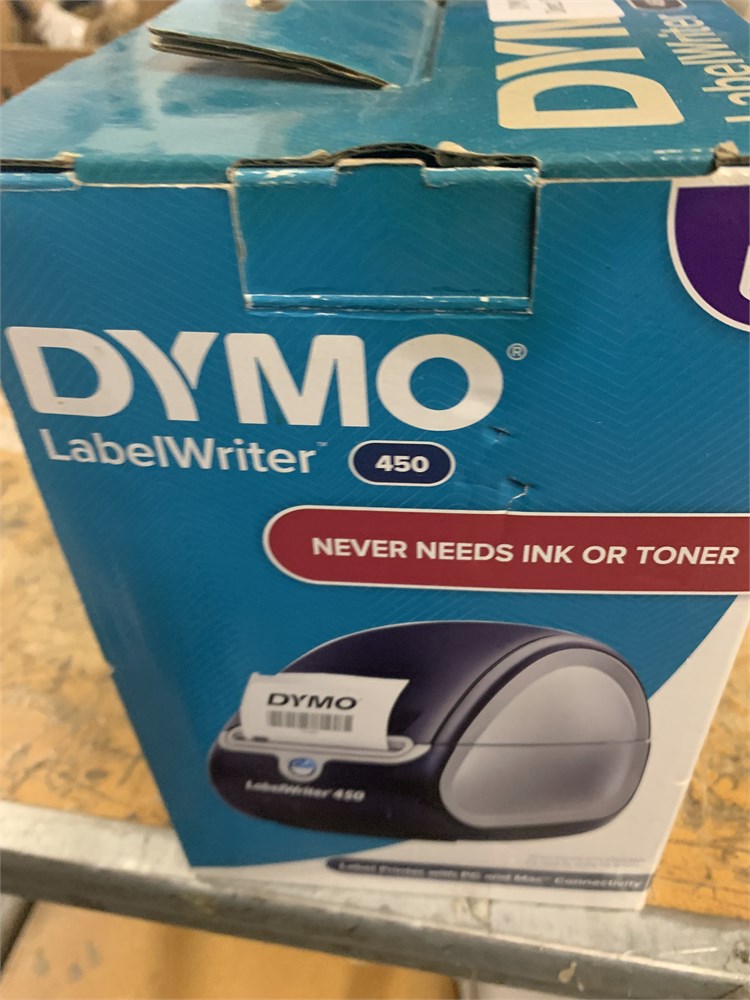 DYMO
LabelWriter
DYMO®
LabelWriter™ 450
NEVER NEEDS INK OR TONER
DYMO
LabelWriter® 450
Label Printer with PC and Mac™ Connectivity